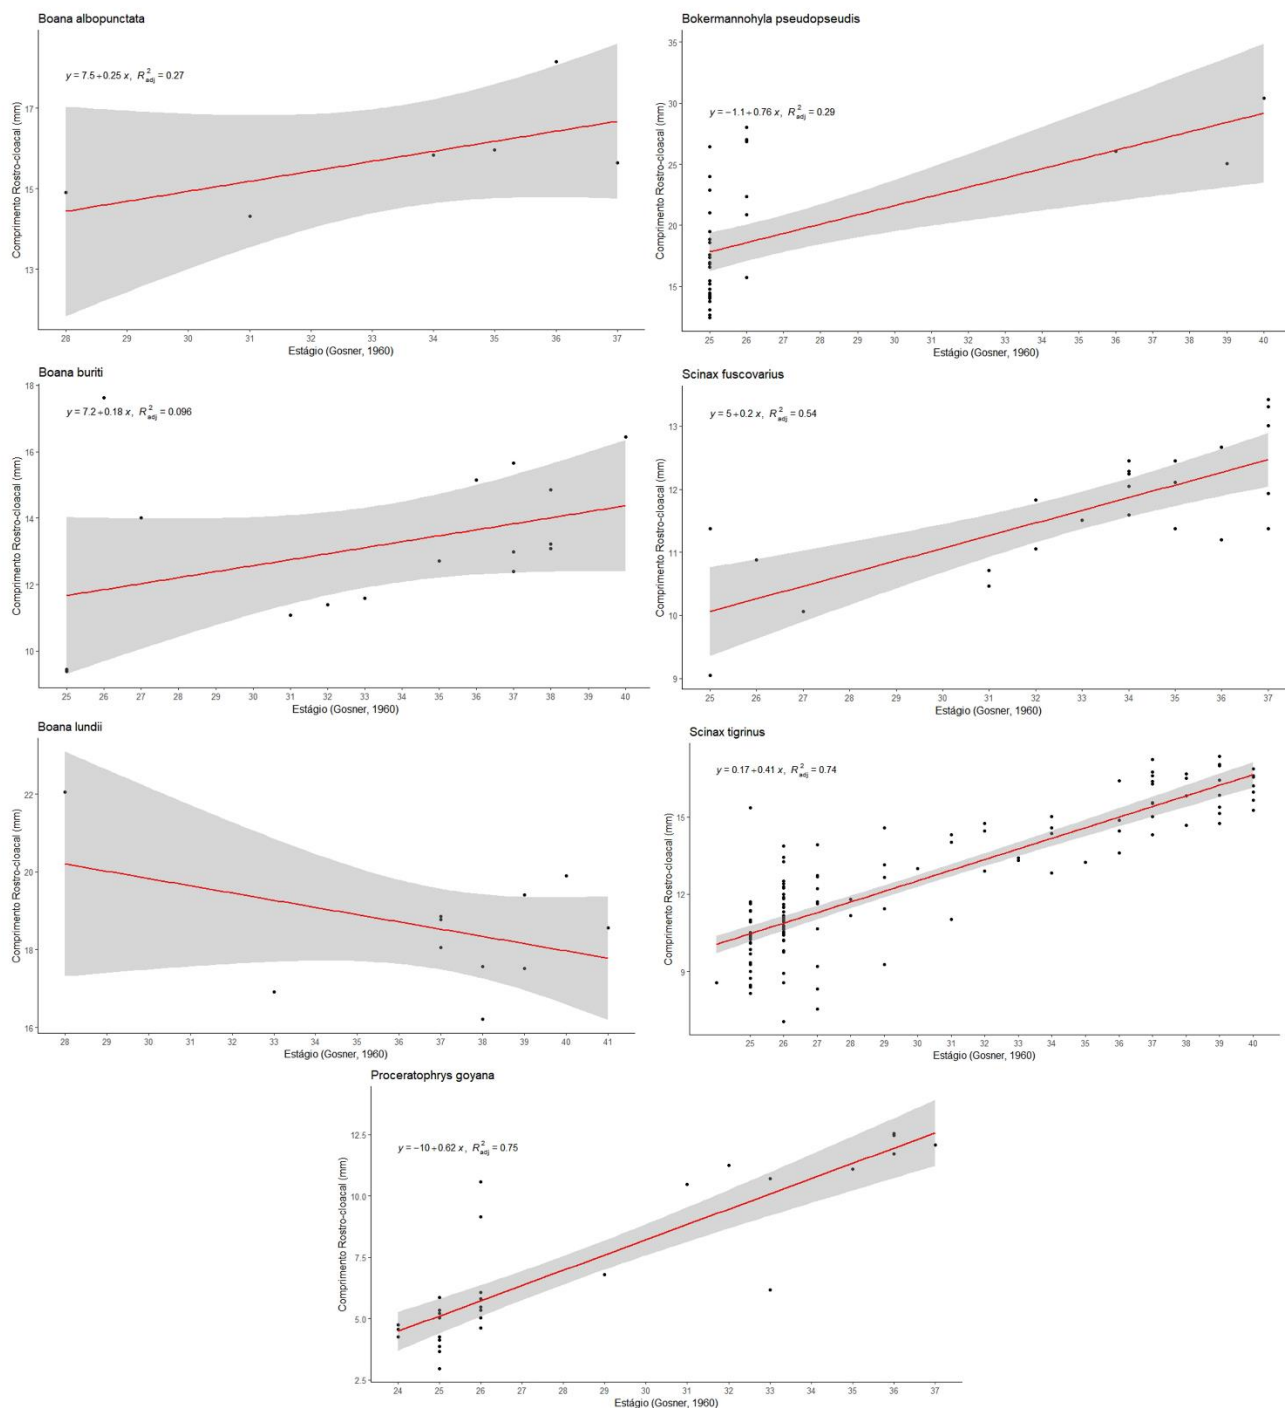 Boana albopunctata
y = 7.5+0.25 x, R²adj = 0.27
Comprimento Rostro-cloacal (mm)
17
15
13
28 29 30 31 32 33 34 35 36 37
Estágio (Gosner, 1960)
Bokermannohyla pseudopseudis
y = −1.1+0.76 x, R²adj = 0.29
Comprimento Rostro-cloacal (mm)
35
30
25
20
15
25 26 27 28 29 30 31 32 33 34 35 36 37 38 39 40
Estágio (Gosner, 1960)
Boana buriti
y = 7.2+0.18 x, R²adj = 0.096
Comprimento Rostro-cloacal (mm)
18
16
14
12
10
25 26 27 28 29 30 31 32 33 34 35 36 37 38 39 40
Estágio (Gosner, 1960)
Scinax fuscovarius
y = 5+0.2 x, R²adj = 0.54
Comprimento Rostro-cloacal (mm)
13
12
11
10
9
25 26 27 28 29 30 31 32 33 34 35 36 37
Estágio (Gosner, 1960)
Boana lundii
Comprimento Rostro-cloacal (mm)
22
20
18
16
28 29 30 31 32 33 34 35 36 37 38 39 40 41
Estágio (Gosner, 1960)
Scinax tigrinus
y = 0.17+0.41 x, R²adj = 0.74
Comprimento Rostro-cloacal (mm)
15
12
9
25 26 27 28 29 30 31 32 33 34 35 36 37 38 39 40
Estágio (Gosner, 1960)
Proceratophrys goyana
y = −10+0.62 x, R²adj = 0.75
Comprimento Rostro-cloacal (mm)
12.5
10.0
7.5
5.0
2.5
24 25 26 27 28 29 30 31 32 33 34 35 36 37
Estágio (Gosner, 1960)